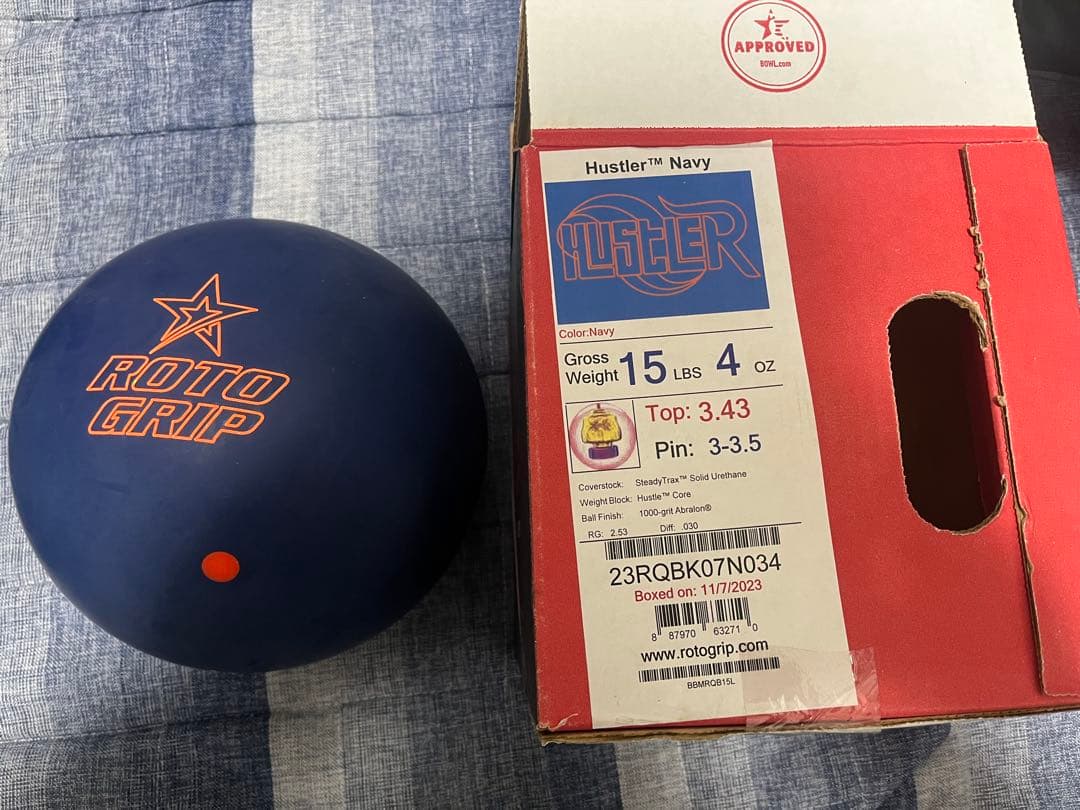 ROTO
GRIP
APPROVED
BOWL.com
Hustler™ Navy
HUSTLER
Color:Navy
Gross Weight 15 LBS 4 OZ
Top: 3.43
Pin: 3-3.5
Coverstock: SteadyTrax™ Solid Urethane
Weight Block: Hustle™ Core
Ball Finish: 1000-grit Abralon®
RG: 2.53 Diff: .030
23RQBK07N034
Boxed on: 11/7/2023
8 87970 63271 0
www.rotogrip.com
BBMRQB15L